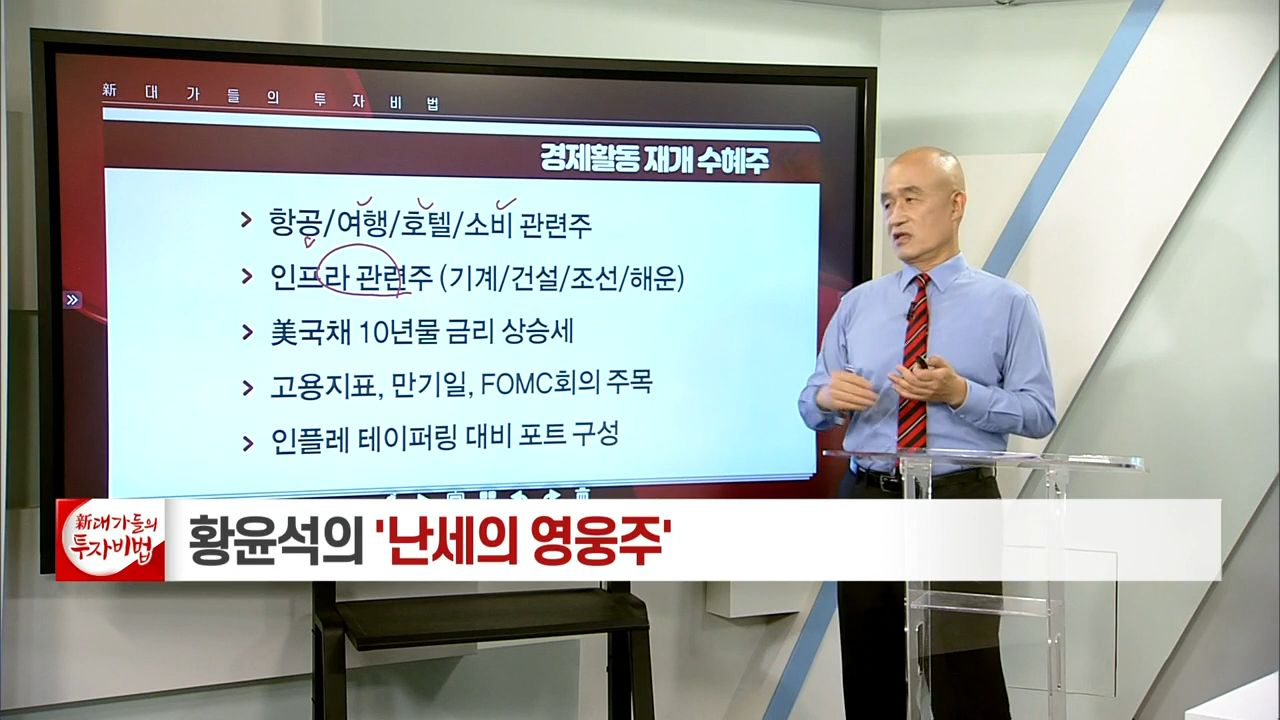 新 대 가 들 의 투 자 비 법
경제활동 재개 수혜주
항공/여행/호텔/소비 관련주
인프라 관련주 (기계/건설/조선/해운)
美국채 10년물 금리 상승세
고용지표, 만기일, FOMC회의 주목
인플레 테이퍼링 대비 포트 구성
新대가들의
투자비법
황윤석의 '난세의 영웅주'